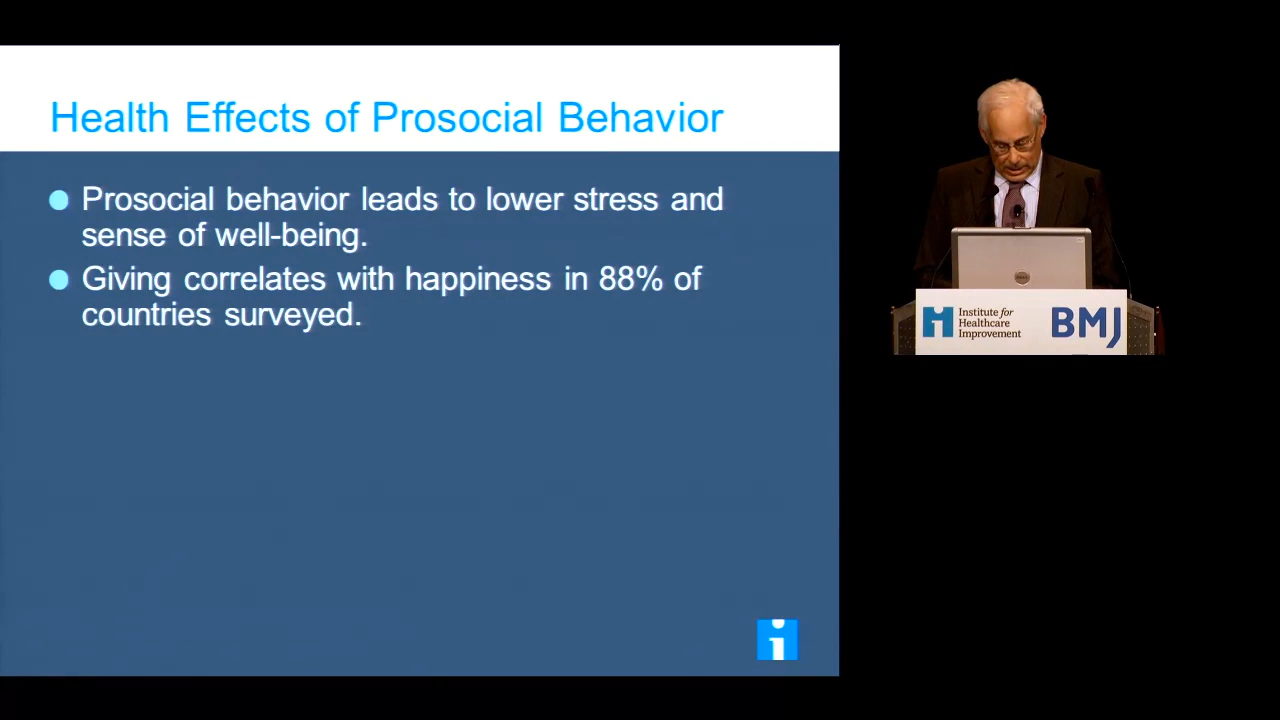 Health Effects of Prosocial Behavior
Prosocial behavior leads to lower stress and
sense of well-being.
Giving correlates with happiness in 88% of
countries surveyed.
Institute for
Healthcare
Improvement
BMJ